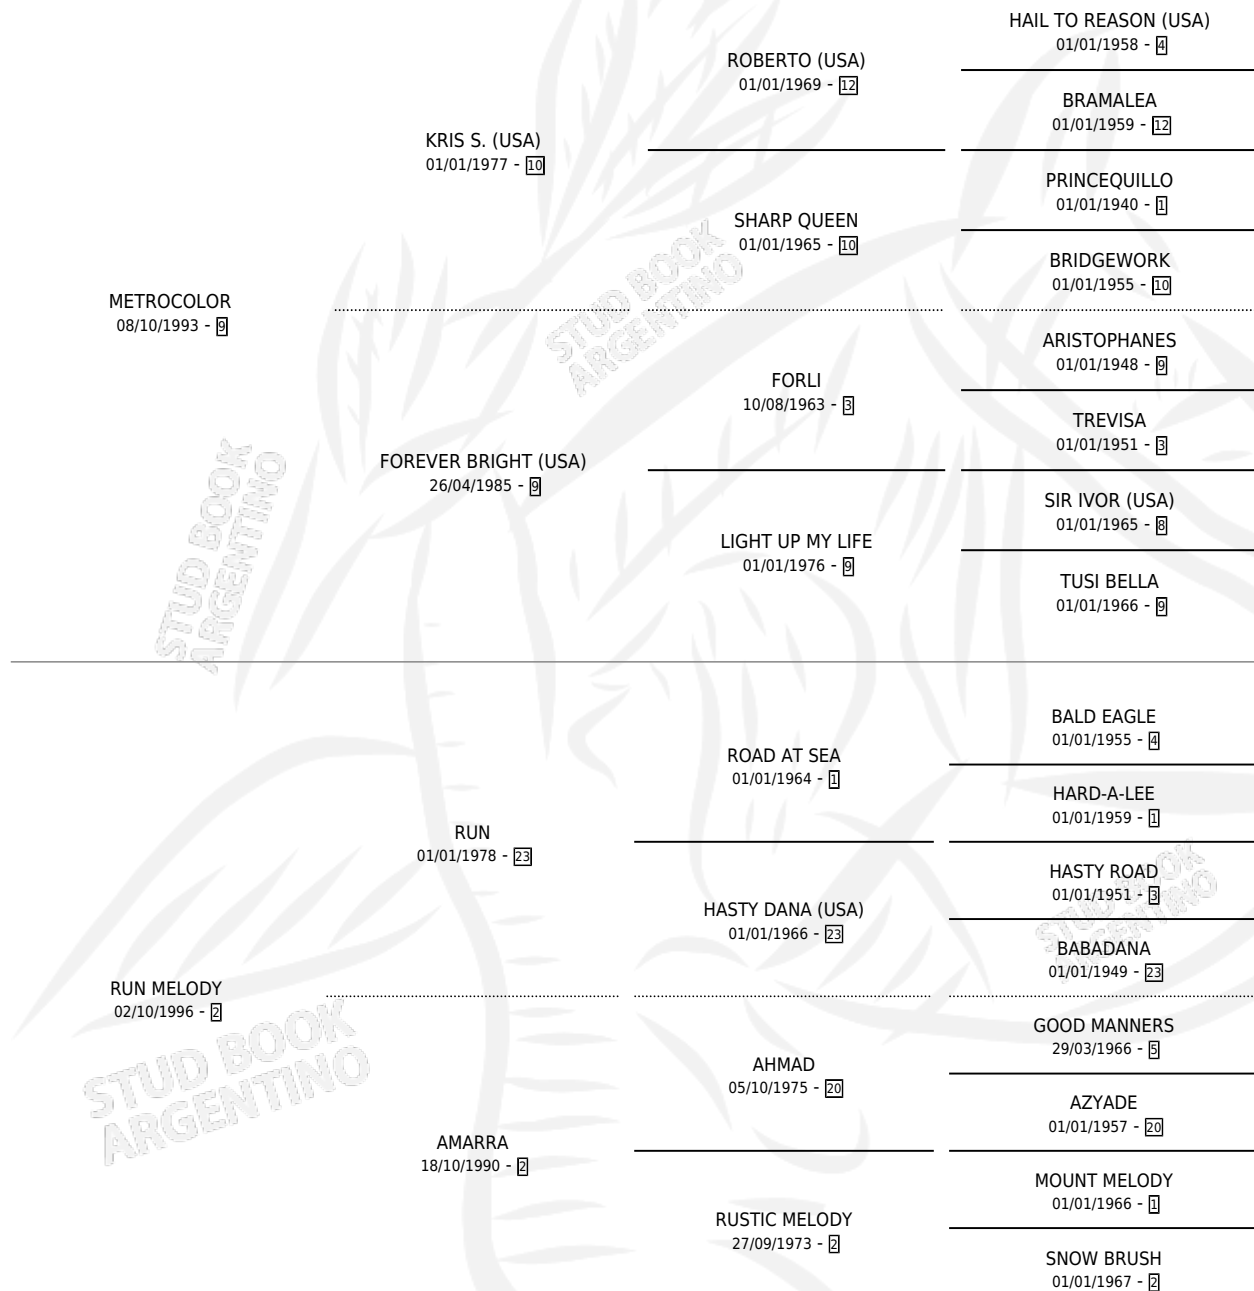 HAIL TO REASON (USA)
01/01/1958 - 4
ROBERTO (USA)
01/01/1969 - 12
BRAMALEA
01/01/1959 - 12
KRIS S. (USA)
01/01/1977 - 10
PRINCEQUILLO
01/01/1940 - 1
SHARP QUEEN
01/01/1965 - 10
BRIDGEWORK
01/01/1955 - 10
METROCOLOR
08/10/1993 - 9
ARISTOPHANES
01/01/1948 - 9
FORLI
10/08/1963 - 3
TREVISA
01/01/1951 - 3
FOREVER BRIGHT (USA)
26/04/1985 - 9
SIR IVOR (USA)
01/01/1965 - 8
LIGHT UP MY LIFE
01/01/1976 - 9
TUSI BELLA
01/01/1966 - 9
BALD EAGLE
01/01/1955 - 4
ROAD AT SEA
01/01/1964 - 1
HARD-A-LEE
01/01/1959 - 1
RUN
01/01/1978 - 23
HASTY ROAD
01/01/1951 - 3
HASTY DANA (USA)
01/01/1966 - 23
BABADANA
01/01/1949 - 23
RUN MELODY
02/10/1996 - 2
GOOD MANNERS
29/03/1966 - 5
AHMAD
05/10/1975 - 20
AZYADE
01/01/1957 - 20
AMARRA
18/10/1990 - 2
MOUNT MELODY
01/01/1966 - 1
RUSTIC MELODY
27/09/1973 - 2
SNOW BRUSH
01/01/1967 - 2
STUD BOOK
ARGENTINO
STUD BOOK
ARGENTINO
STUD BOOK
ARGENTINO
STUD BOOK
ARGENTINO